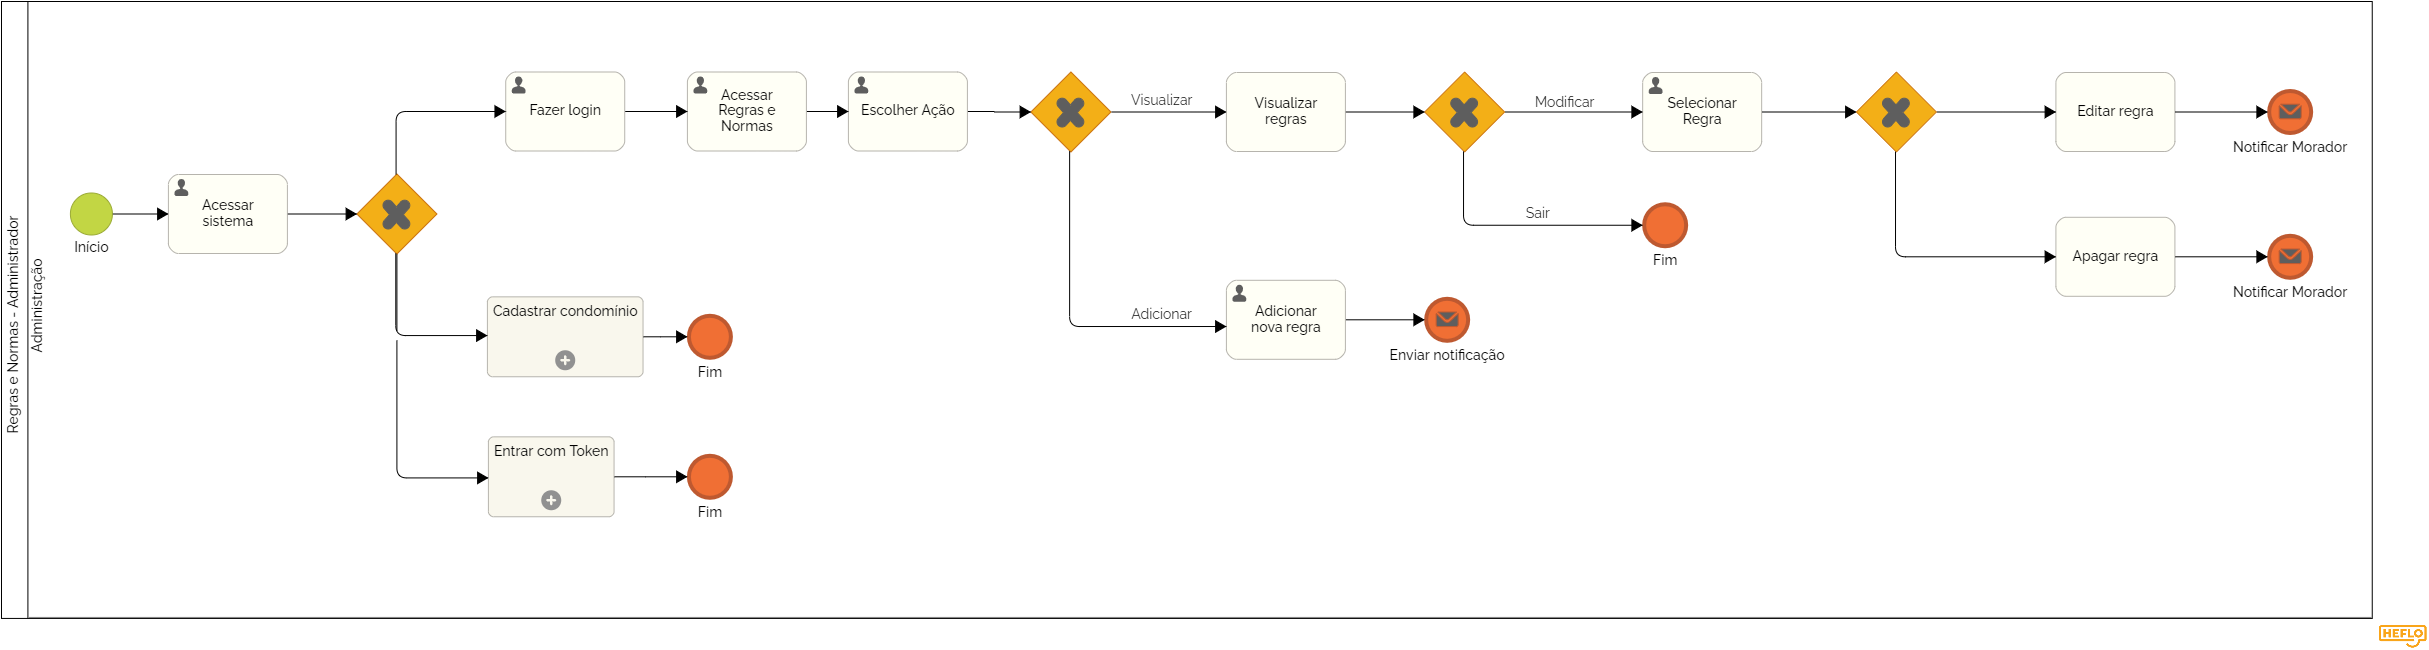 Regras e Normas - Administrador
Administração
Início
Acessar
sistema
Fazer login
Acessar
Regras e
Normas
Escolher Ação
Visualizar
Visualizar
regras
Modificar
Selecionar
Regra
Editar regra
Notificar Morador
Sair
Fim
Apagar regra
Notificar Morador
Adicionar
Adicionar
nova regra
Enviar notificação
Cadastrar condomínio
Fim
Entrar com Token
Fim
HEFLO